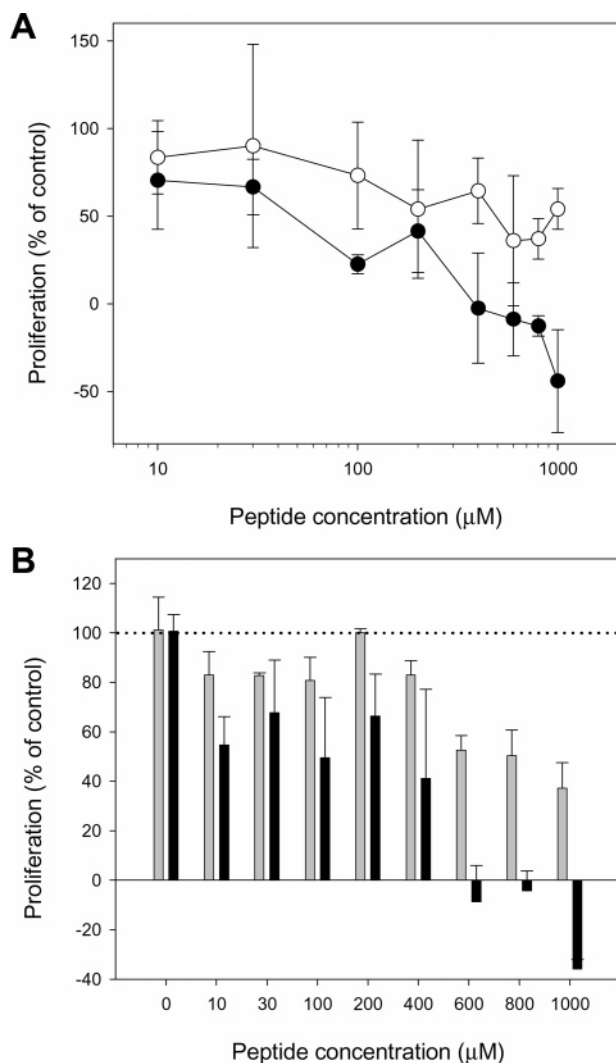 A
150
100
50
0
-50
Proliferation (% of control)
10 100 1000
Peptide concentration (μM)
B
120
100
80
60
40
20
0
-20
-40
Proliferation (% of control)
0 10 30 100 200 400 600 800 1000
Peptide concentration (μM)